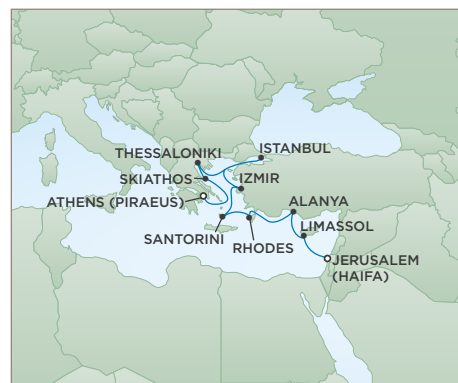 ISTANBUL
THESSALONIKI
SKIATHOS
IZMIR
ATHENS (PIRAEUS)
ALANYA
SANTORINI
LIMASSOL
RHODES
JERUSALEM
(HAIFA)